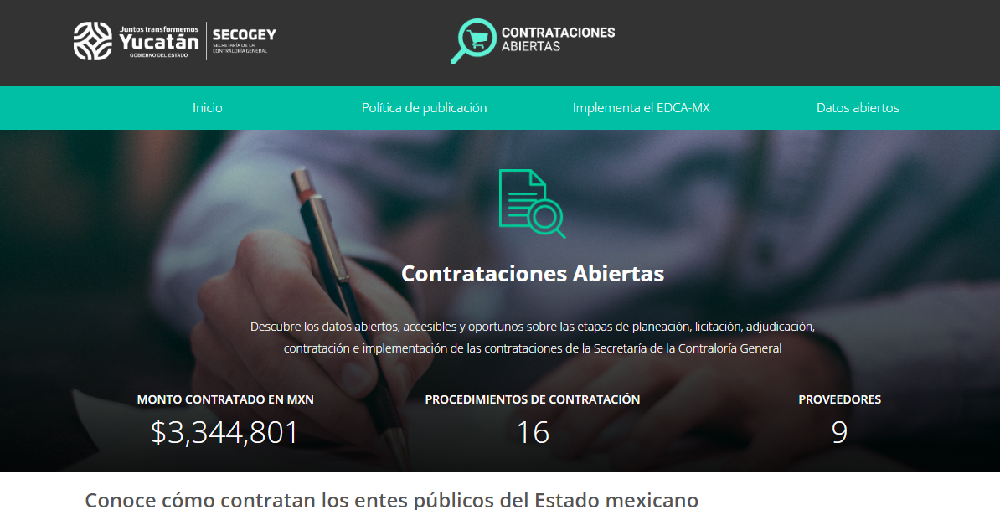 Juntos transformemos
Yucatán
GOBIERNO DEL ESTADO
SECOGEY
SECRETARÍA DE LA
CONTRALORÍA GENERAL
CONTRATACIONES
ABIERTAS
Inicio
Política de publicación
Implementa el EDCA-MX
Datos abiertos
Contrataciones Abiertas
Descubre los datos abiertos, accesibles y oportunos sobre las etapas de planeación, licitación, adjudicación,
contratación e implementación de las contrataciones de la Secretaría de la Contraloría General
MONTO CONTRATADO EN MXN
$3,344,801
PROCEDIMIENTOS DE CONTRATACIÓN
16
PROVEEDORES
9
Conoce cómo contratan los entes públicos del Estado mexicano